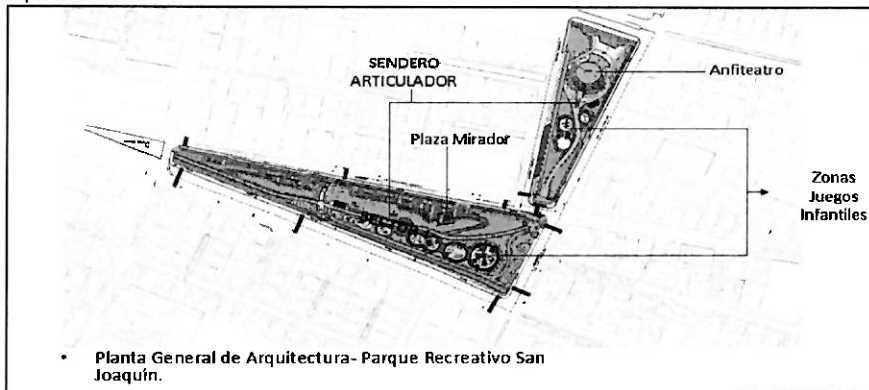 SENDERO
ARTICULADOR
Anfiteatro
Plaza Mirador
Zonas
Juegos
Infantiles
• Planta General de Arquitectura- Parque Recreativo San
Joaquín.